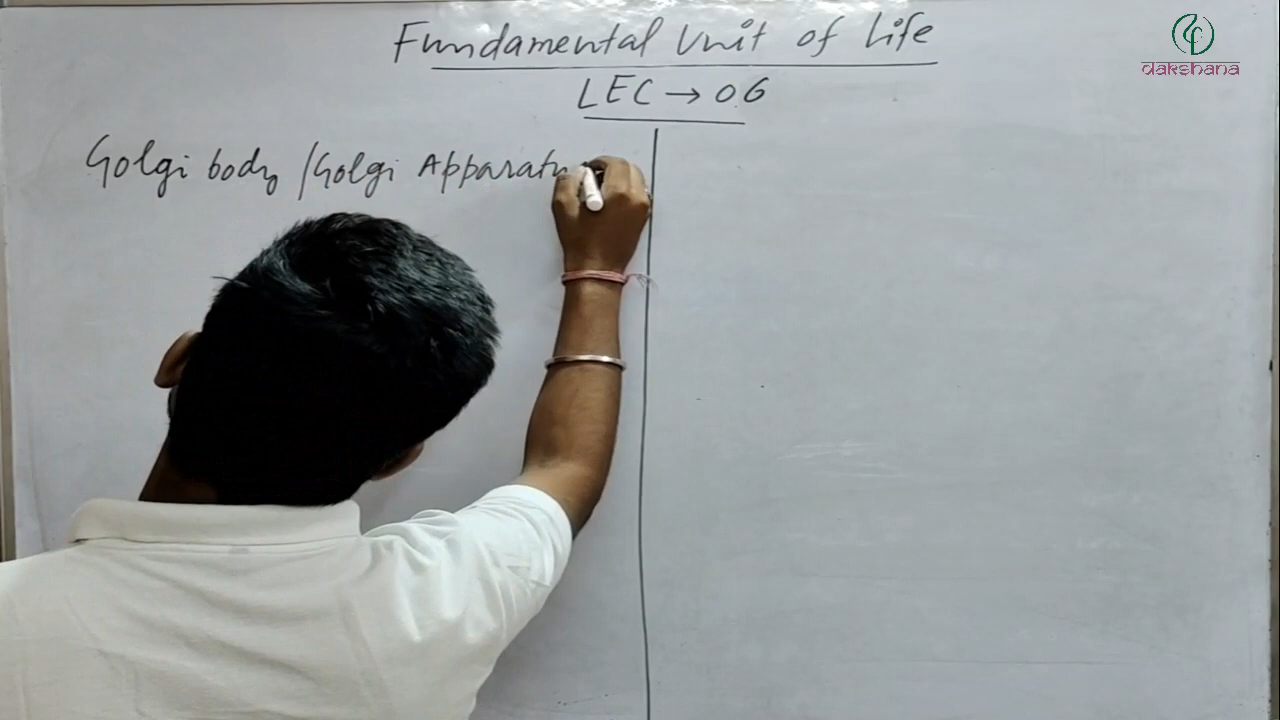 Fundamental Unit of Life
dakshana
LEC → 06
Golgi body / Golgi Apparatu